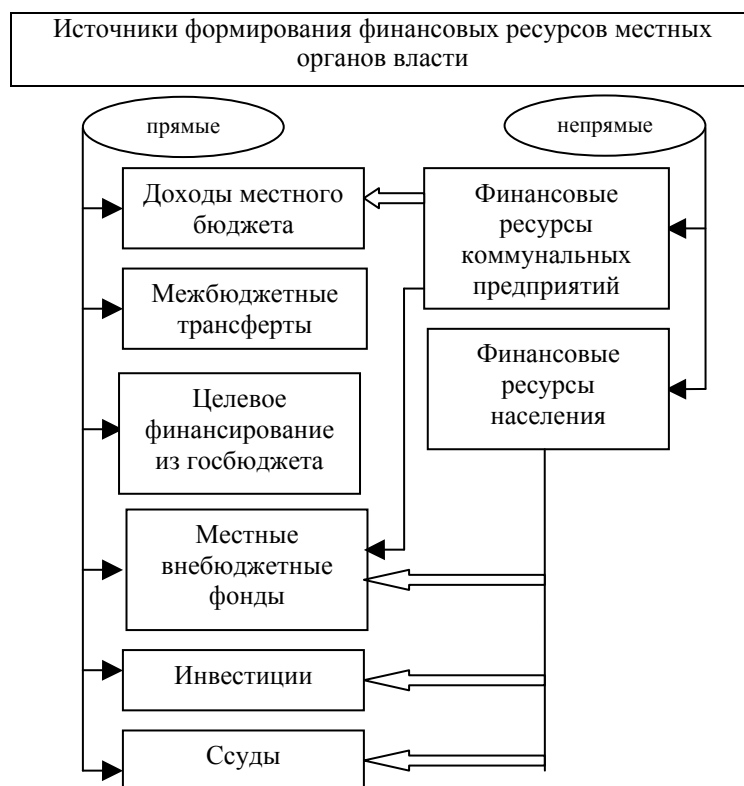 Источники формирования финансовых ресурсов местных
органов власти
прямые
непрямые
Доходы местного
бюджета
Финансовые
ресурсы
коммунальных
предприятий
Межбюджетные
трансферты
Финансовые
ресурсы
населения
Целевое
финансирование
из госбюджета
Местные
внебюджетные
фонды
Инвестиции
Ссуды